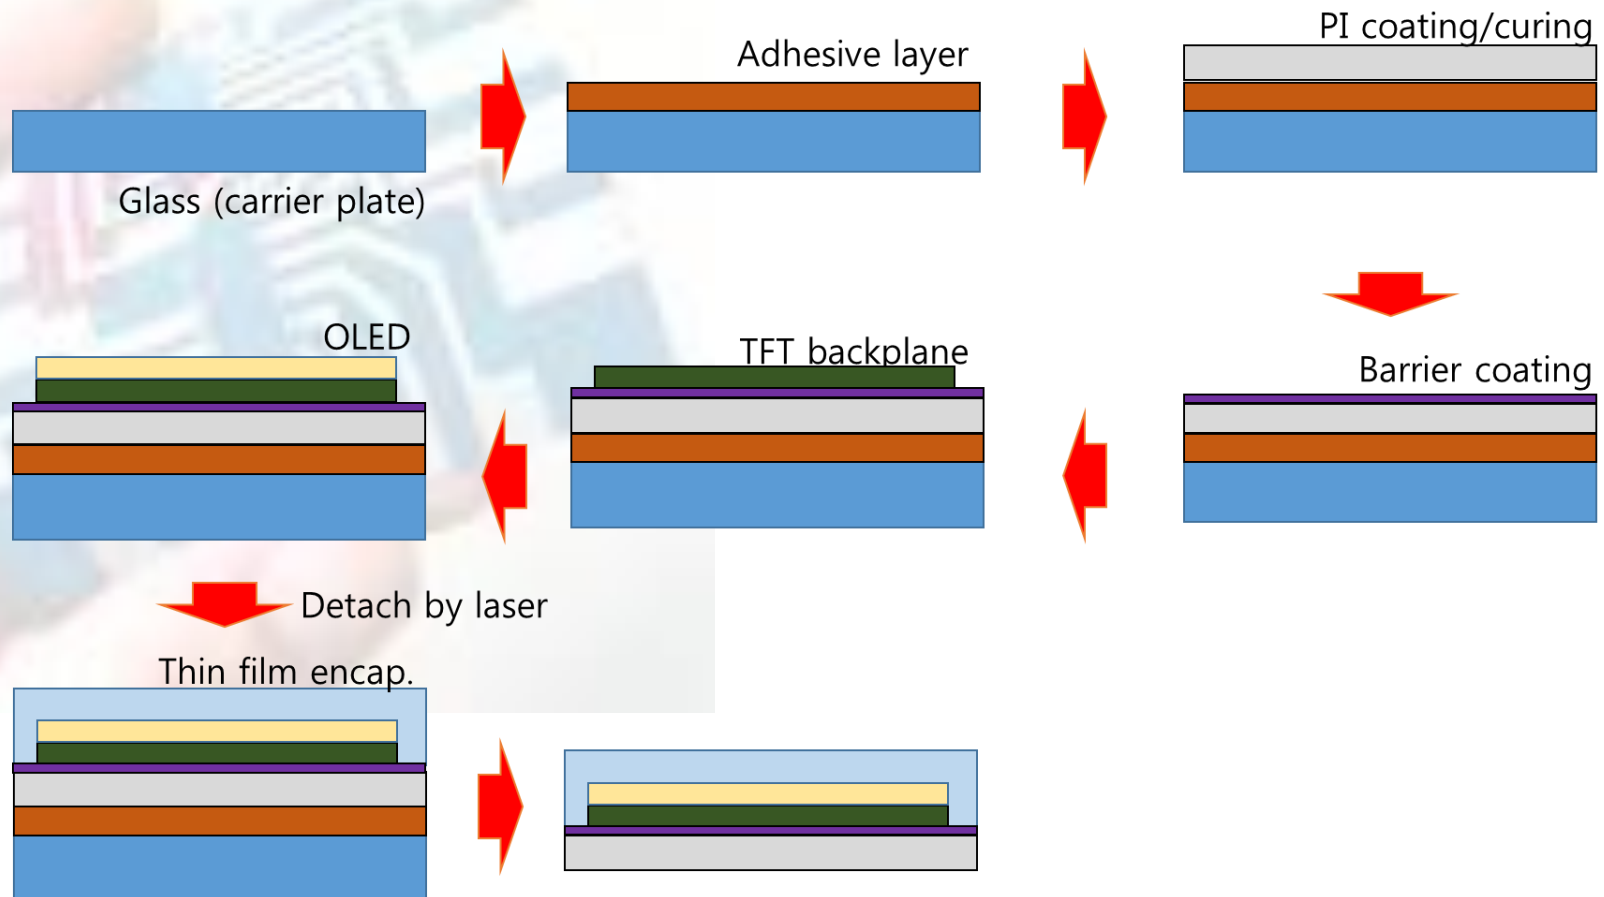 Glass (carrier plate)
Adhesive layer
PI coating/curing
Barrier coating
TFT backplane
OLED
Detach by laser
Thin film encap.